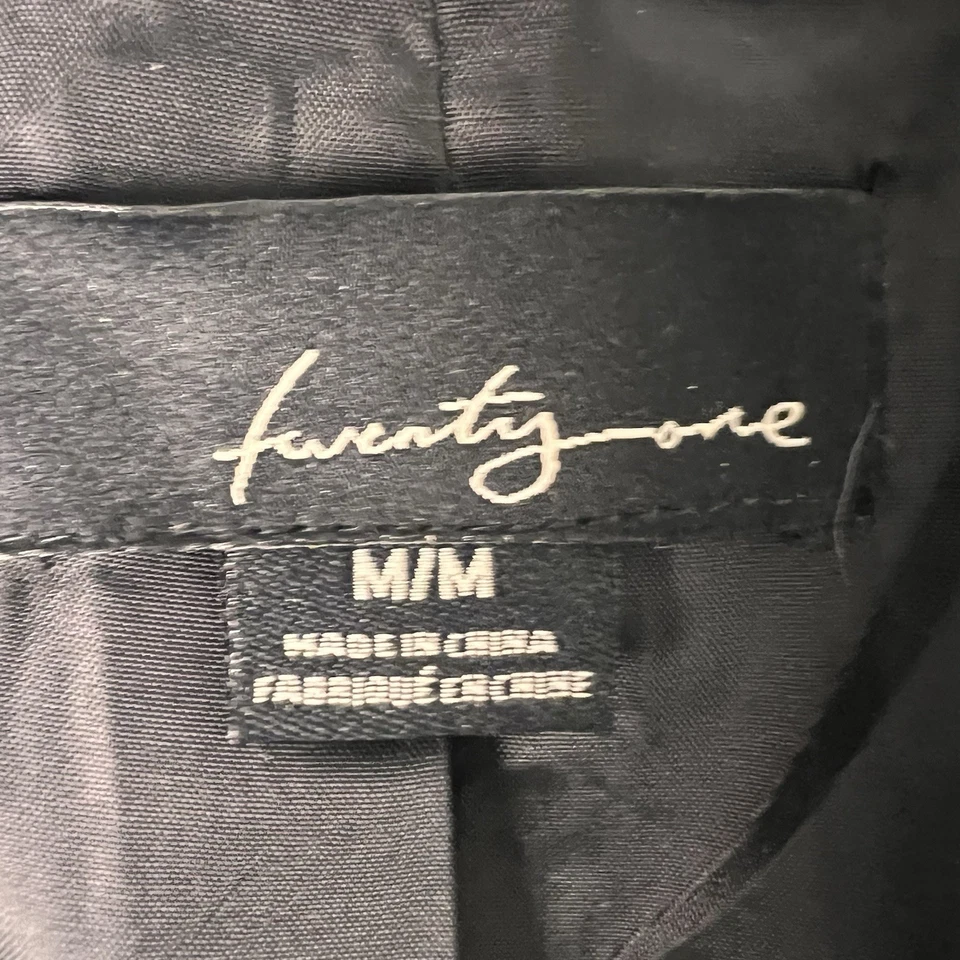 twenty one
M/M
MADE IN CHINA
FABRIQUÉ EN CHINE